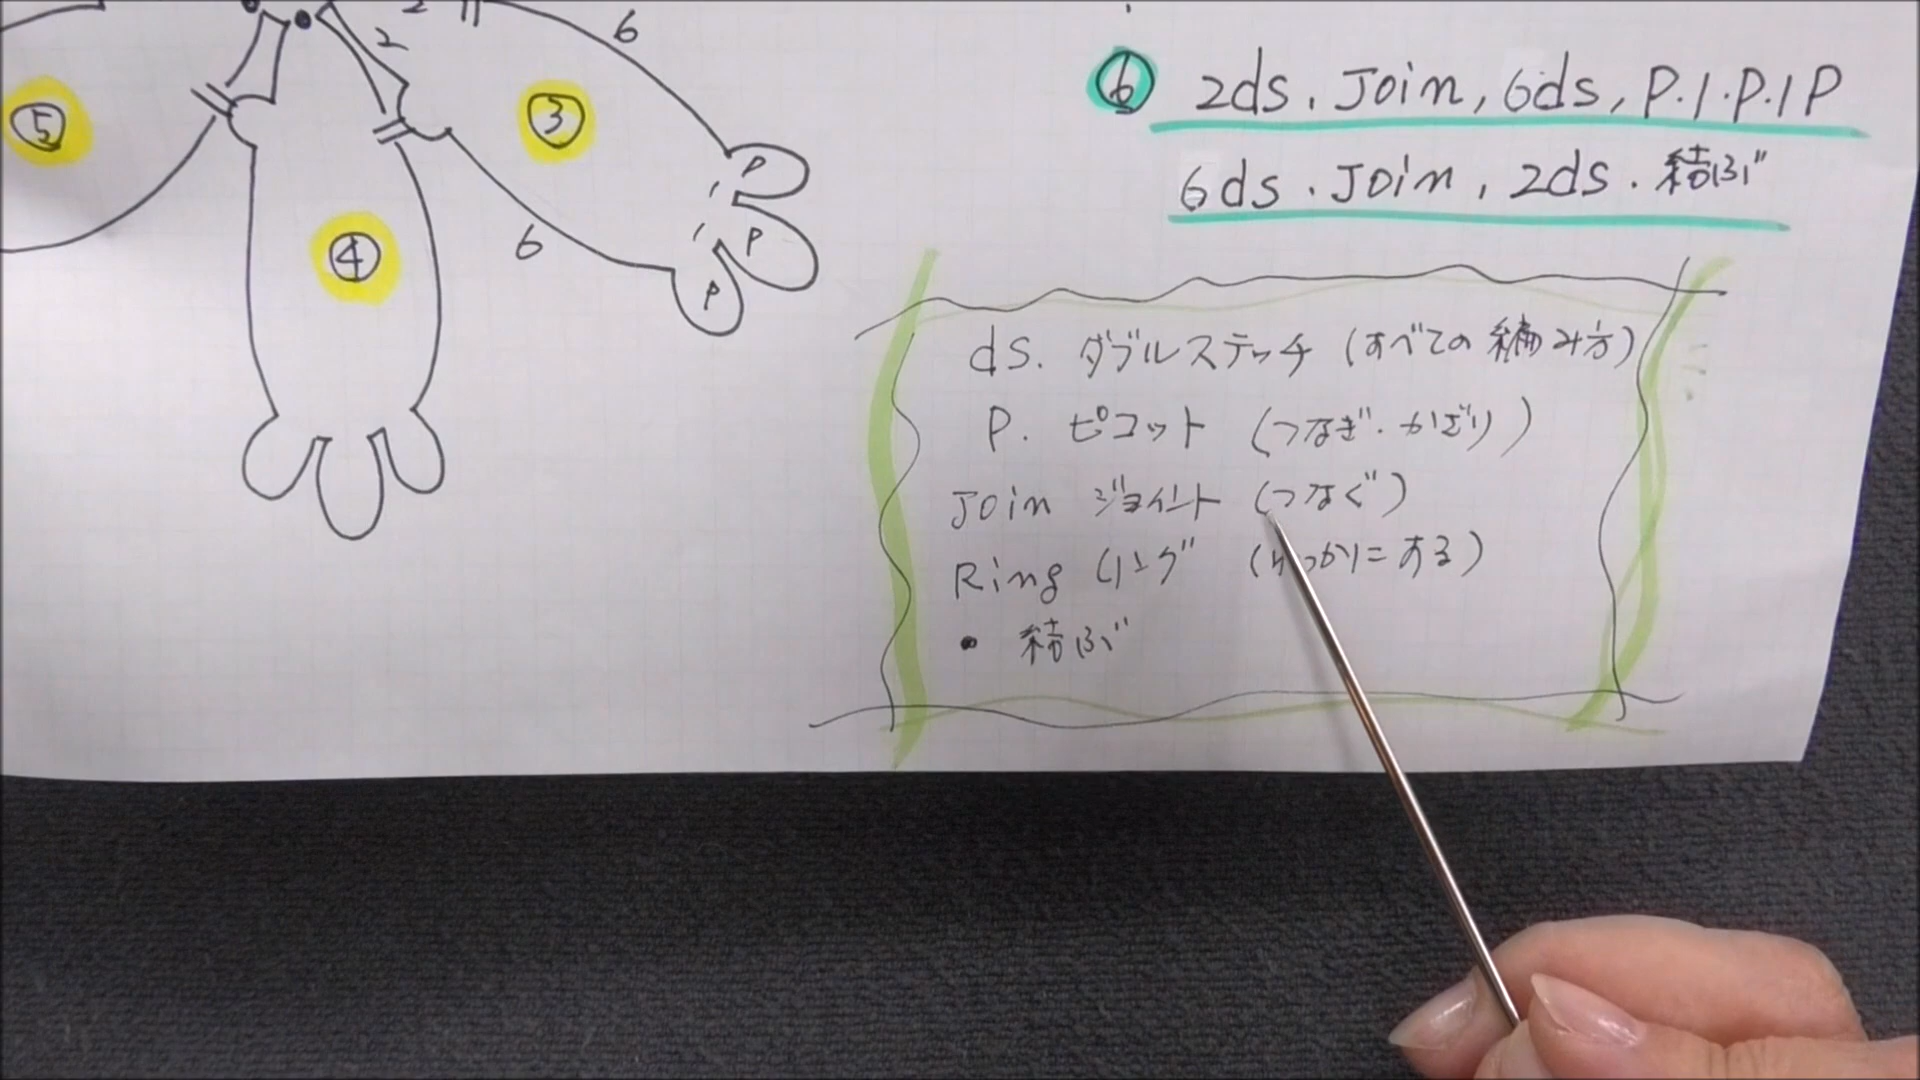 2
6
2
⑤
③
P
1
P
1
P
6
④
⑥ 2ds. Join, 6ds, P.1.P.1P
6ds. Join, 2ds. 結ぶ
ds. ダブルステッチ (すべての編み方)
P. ピコット (つなぎ・かざり)
Join ジョイント (つなぐ)
Ring リング (わっかにする)
• 結ぶ